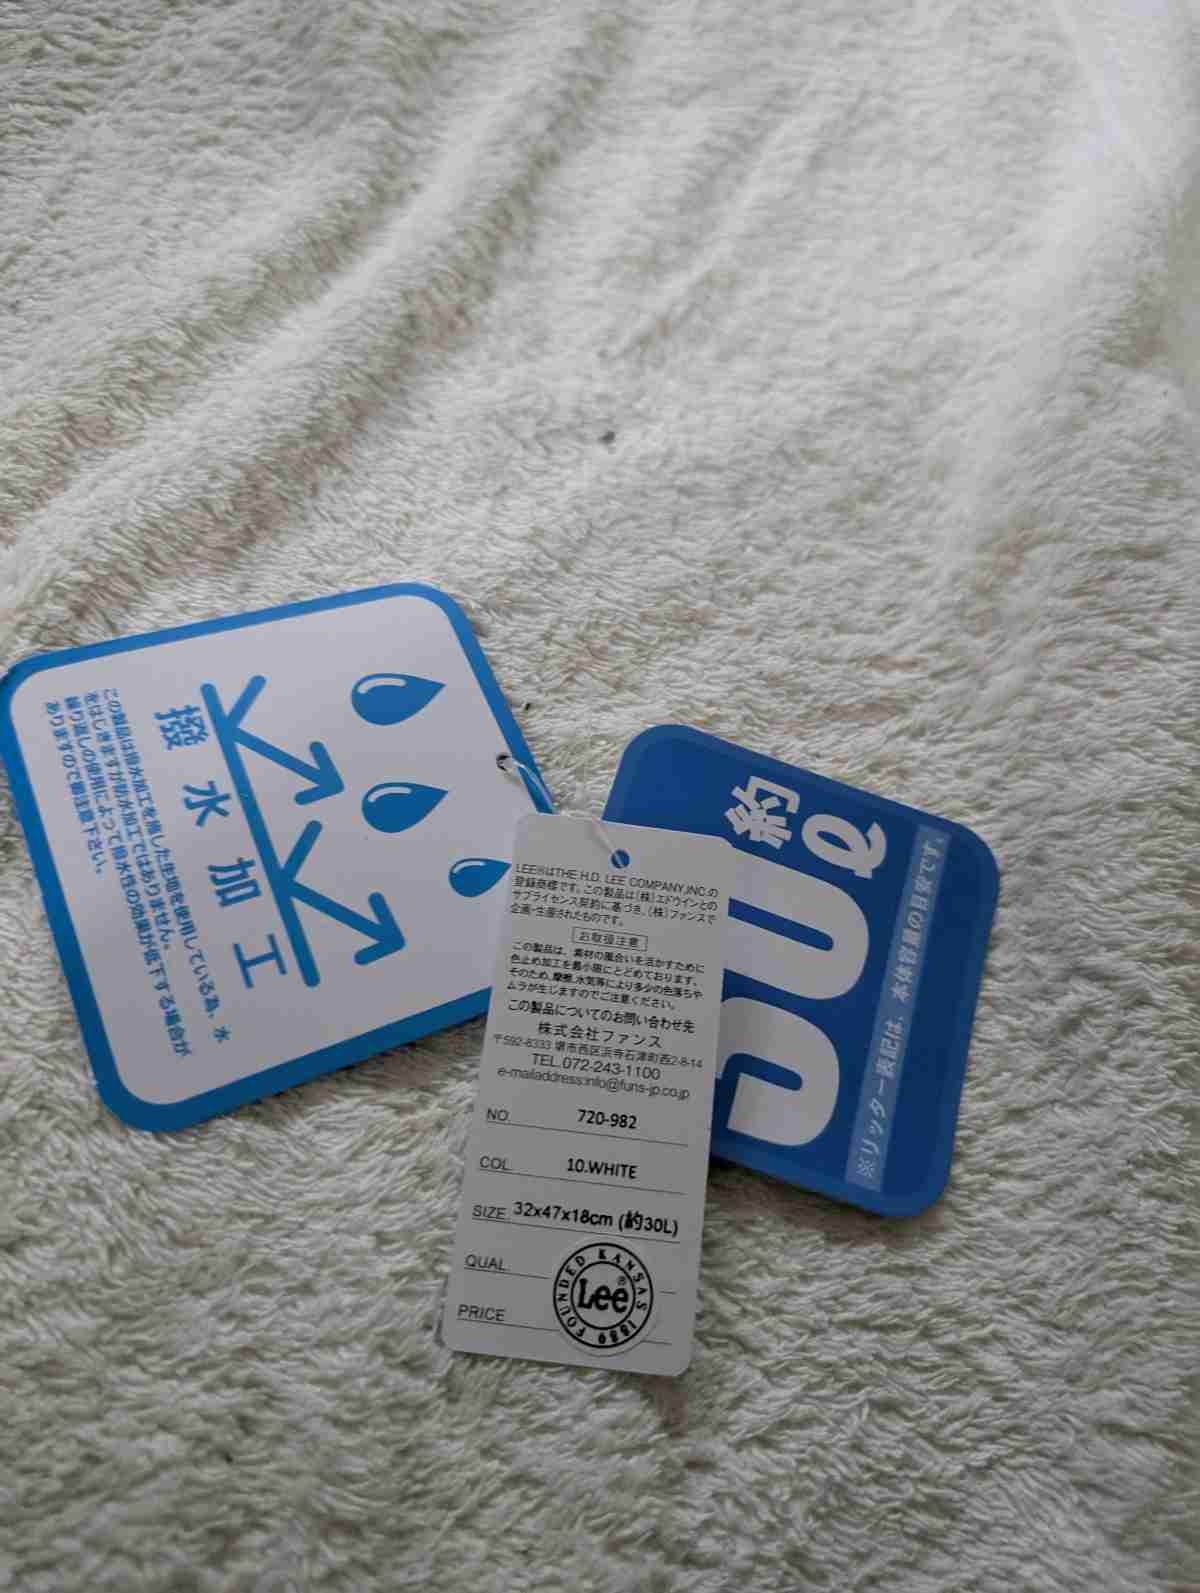 撥水加工
この製品は撥水加工を施した生地を使用している為、水
をはじきますが防水加工ではありません。
繰り返しの使用によって撥水性の効果が低下する場合が
ありますので御注意下さい。
LEE®はTHE H.D. LEE COMPANY,INC.の
登録商標です。この製品は(株)エドウインとの
サブライセンス契約に基づき、(株)ファンスで
企画・生産されたものです。
お取扱注意
この製品は、素材の風合いを活かすために
色止め加工を最小限にとどめております。
そのため、摩擦、水気等により多少の色落ちや
ムラが生じますのでご注意ください。
この製品についてのお問い合わせ先
株式会社ファンス
〒592-8333 堺市西区浜寺石津町西2-8-14
TEL.072-243-1100
e-mailaddress:info@funs-jp.co.jp
NO. 720-982
COL. 10.WHITE
SIZE. 32x47x18cm (約30L)
QUAL.
PRICE
FOUNDED KANSAS 1889
Lee®
約
30ℓ
※リッター表記は、本体容量の目安です。